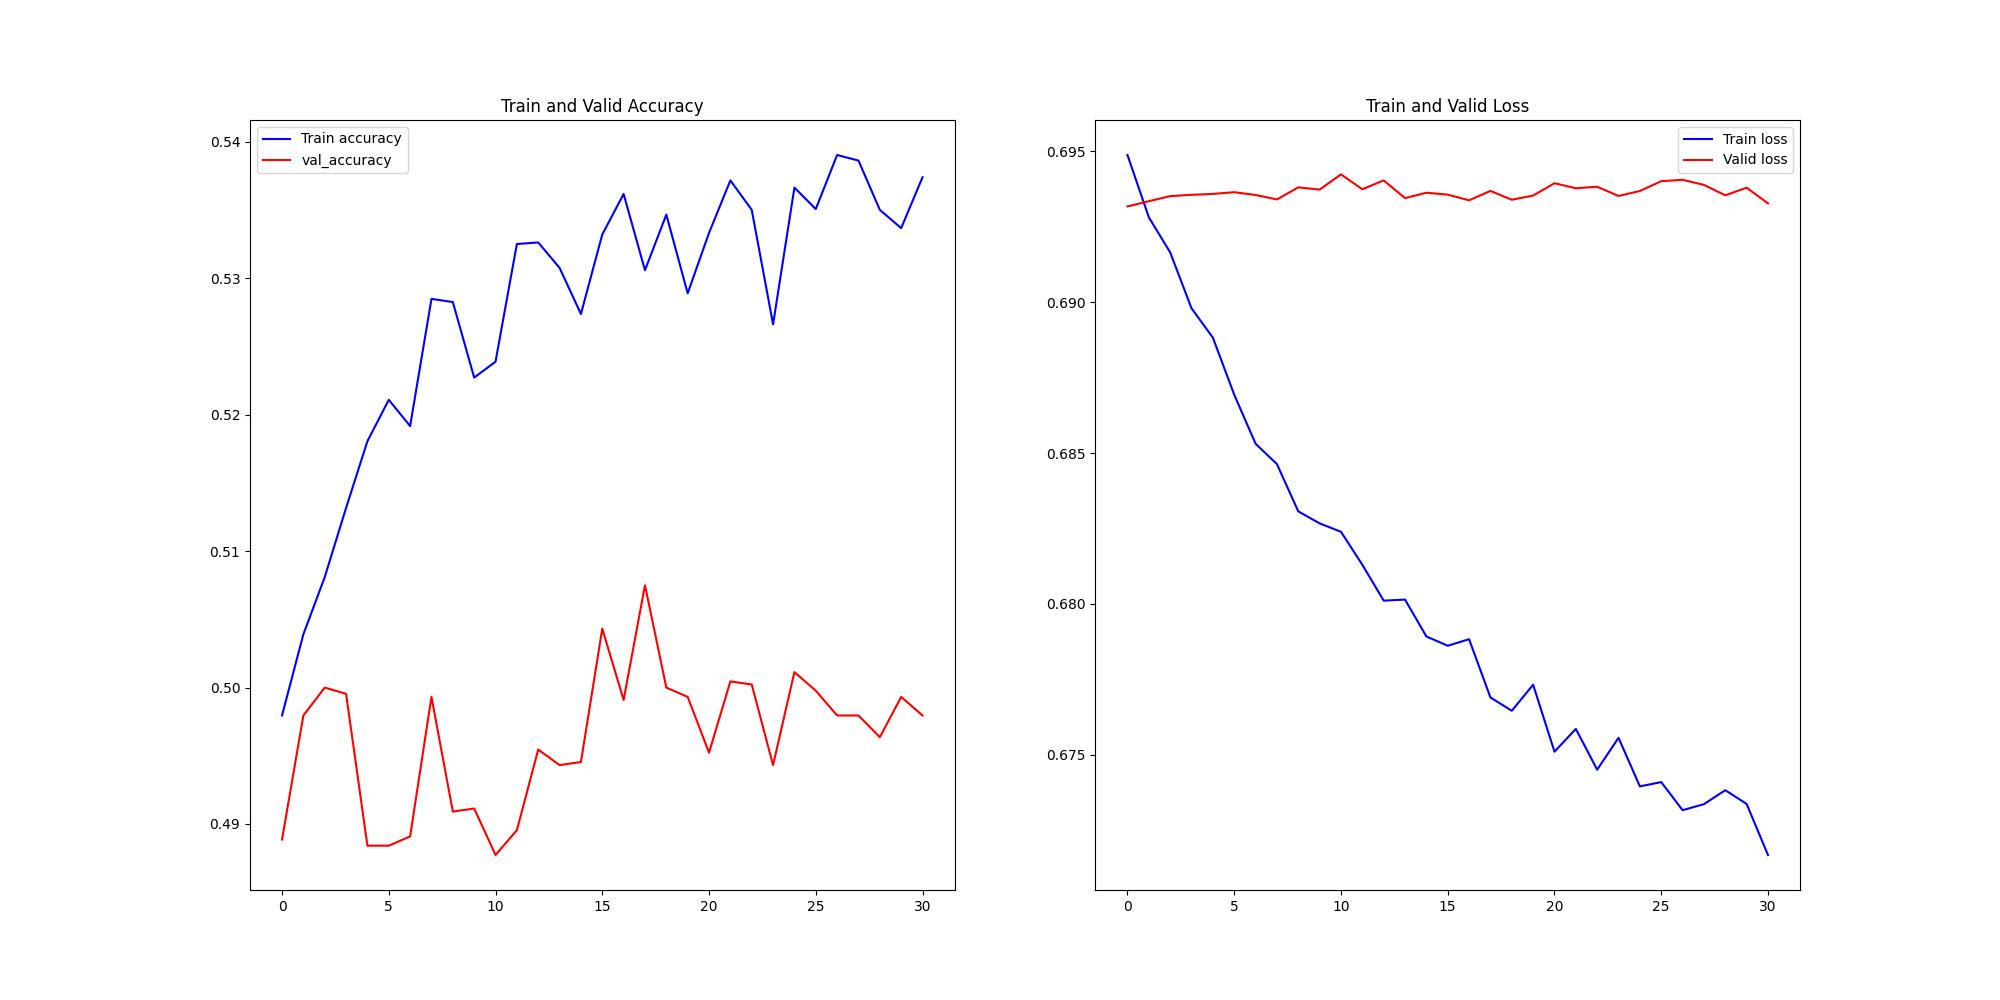 Train and Valid Accuracy
Train accuracy
val_accuracy
0.54
0.53
0.52
0.51
0.50
0.49
0 5 10 15 20 25 30
Train and Valid Loss
Train loss
Valid loss
0.695
0.690
0.685
0.680
0.675
0 5 10 15 20 25 30